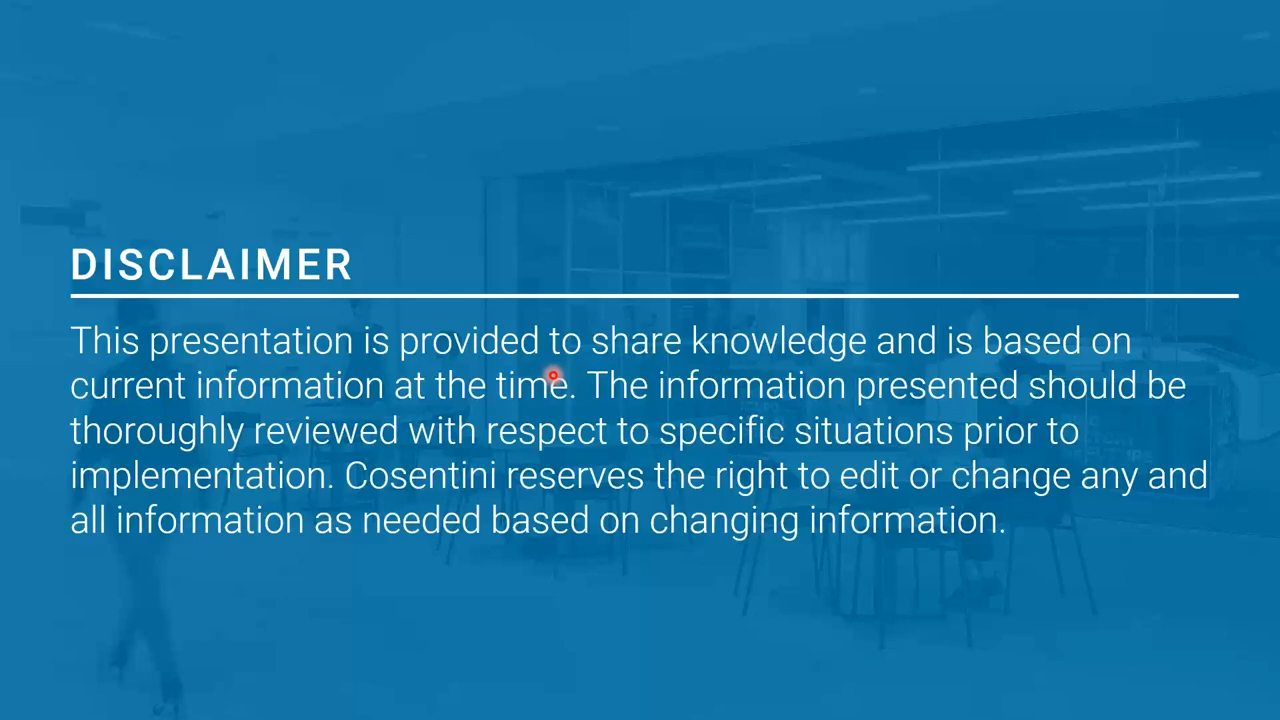 DISCLAIMER
This presentation is provided to share knowledge and is based on
current information at the time. The information presented should be
thoroughly reviewed with respect to specific situations prior to
implementation. Cosentini reserves the right to edit or change any and
all information as needed based on changing information.